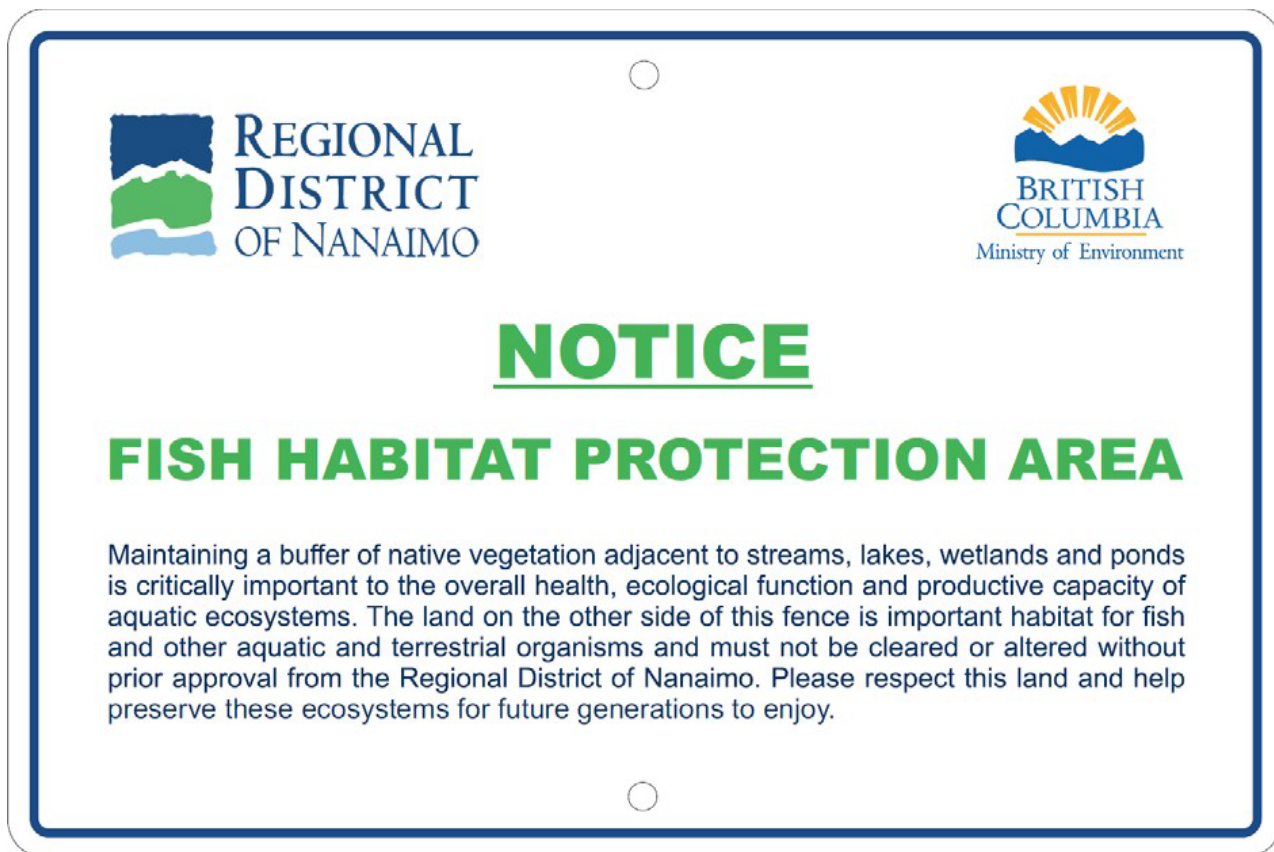 REGIONAL
DISTRICT
OF NANAIMO
BRITISH
COLUMBIA
Ministry of Environment
NOTICE
FISH HABITAT PROTECTION AREA
Maintaining a buffer of native vegetation adjacent to streams, lakes, wetlands and ponds
is critically important to the overall health, ecological function and productive capacity of
aquatic ecosystems. The land on the other side of this fence is important habitat for fish
and other aquatic and terrestrial organisms and must not be cleared or altered without
prior approval from the Regional District of Nanaimo. Please respect this land and help
preserve these ecosystems for future generations to enjoy.